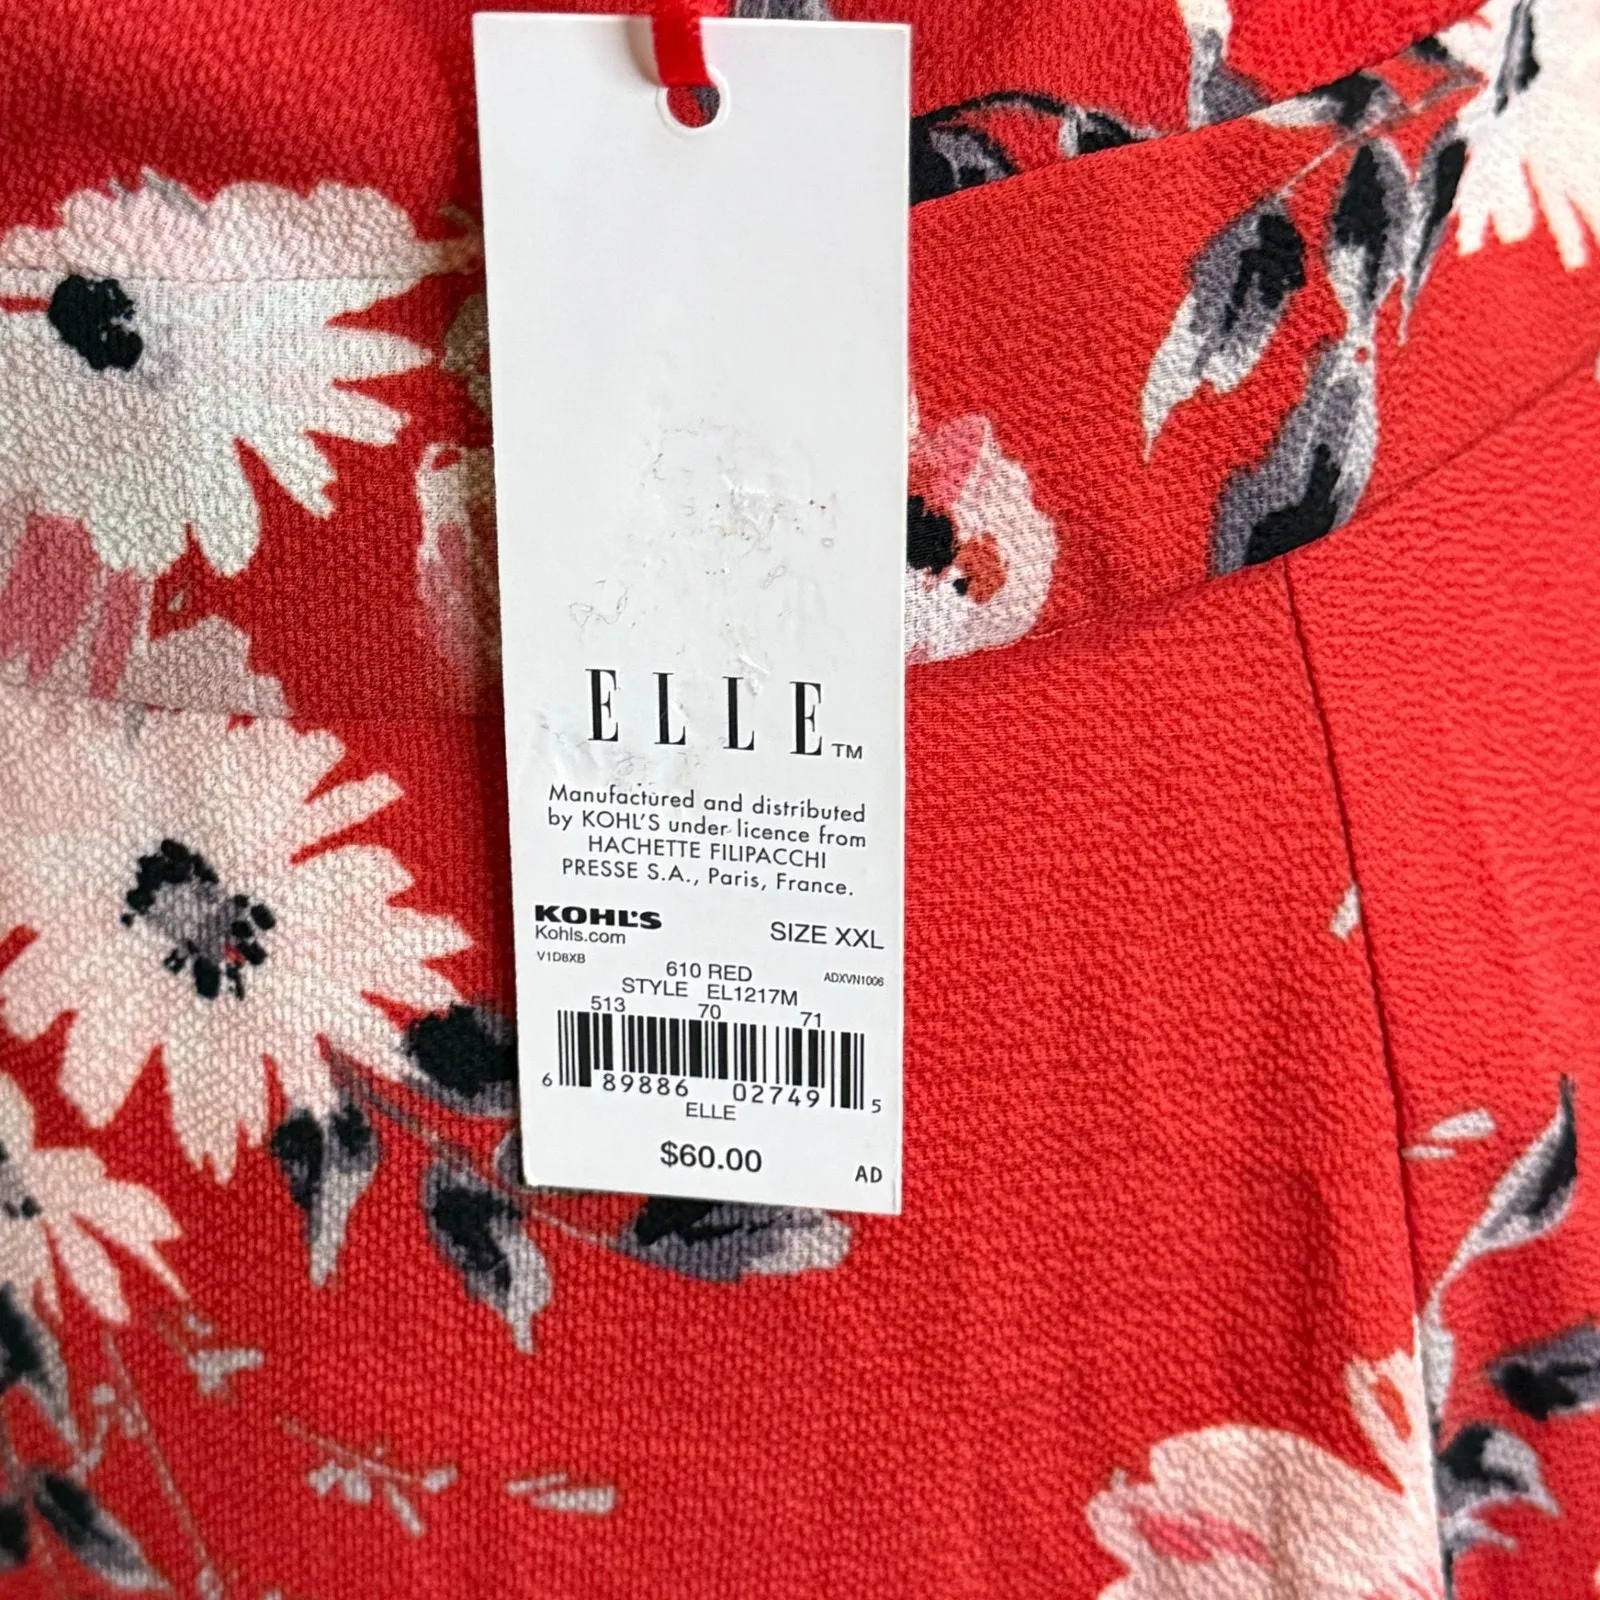 ELLE™
Manufactured and distributed
by KOHL'S under licence from
HACHETTE FILIPACCHI
PRESSE S.A., Paris, France.
KOHL'S
Kohls.com
SIZE XXL
V1D8XB
610 RED
ADXVN1006
STYLE EL1217M
513 70 71
6 89886 02749 5
ELLE
$60.00
AD